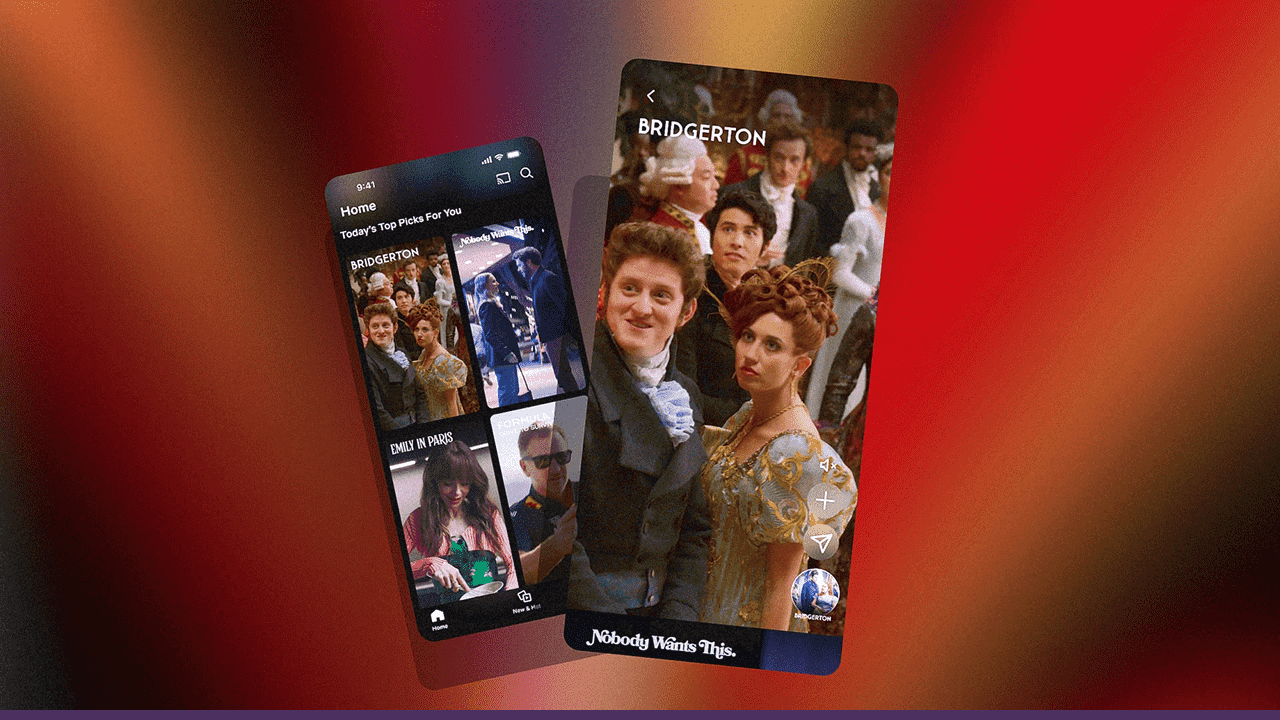 9:41
Home
Today's Top Picks For You
BRIDGERTON
Nobody Wants This.
EMILY IN PARIS
FORMULA
Home
New & Hot
BRIDGERTON
BRIDGERTON
Nobody Wants This.